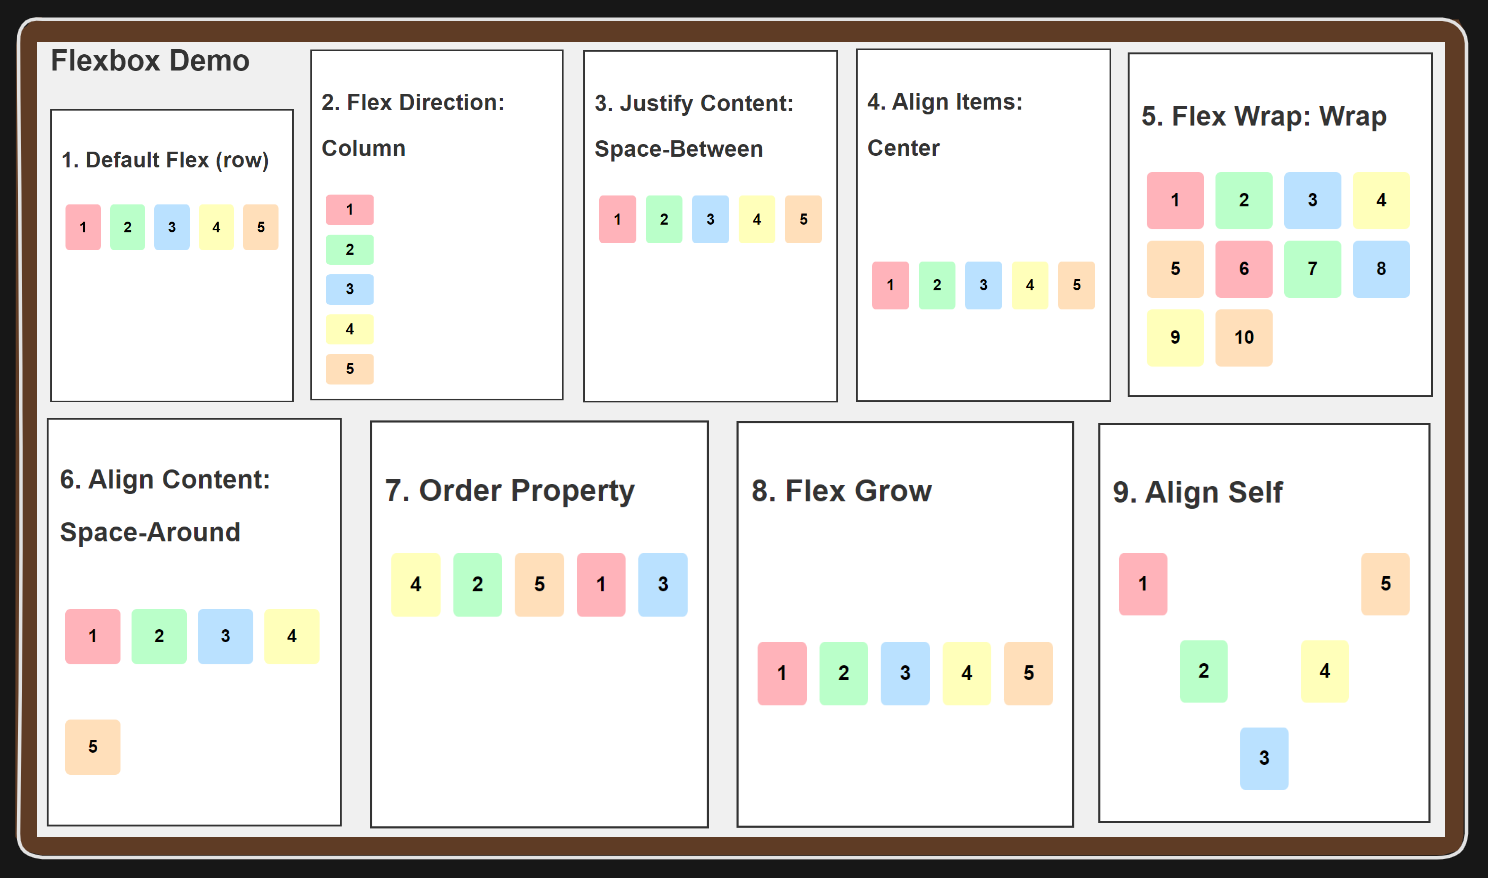 Flexbox Demo
1. Default Flex (row)
1 2 3 4 5
2. Flex Direction:
Column
1
2
3
4
5
3. Justify Content:
Space-Between
1 2 3 4 5
4. Align Items:
Center
1 2 3 4 5
5. Flex Wrap: Wrap
1 2 3 4
5 6 7 8
9 10
6. Align Content:
Space-Around
1 2 3 4
5
7. Order Property
4 2 5 1 3
8. Flex Grow
1 2 3 4 5
9. Align Self
1 5
2 4
3